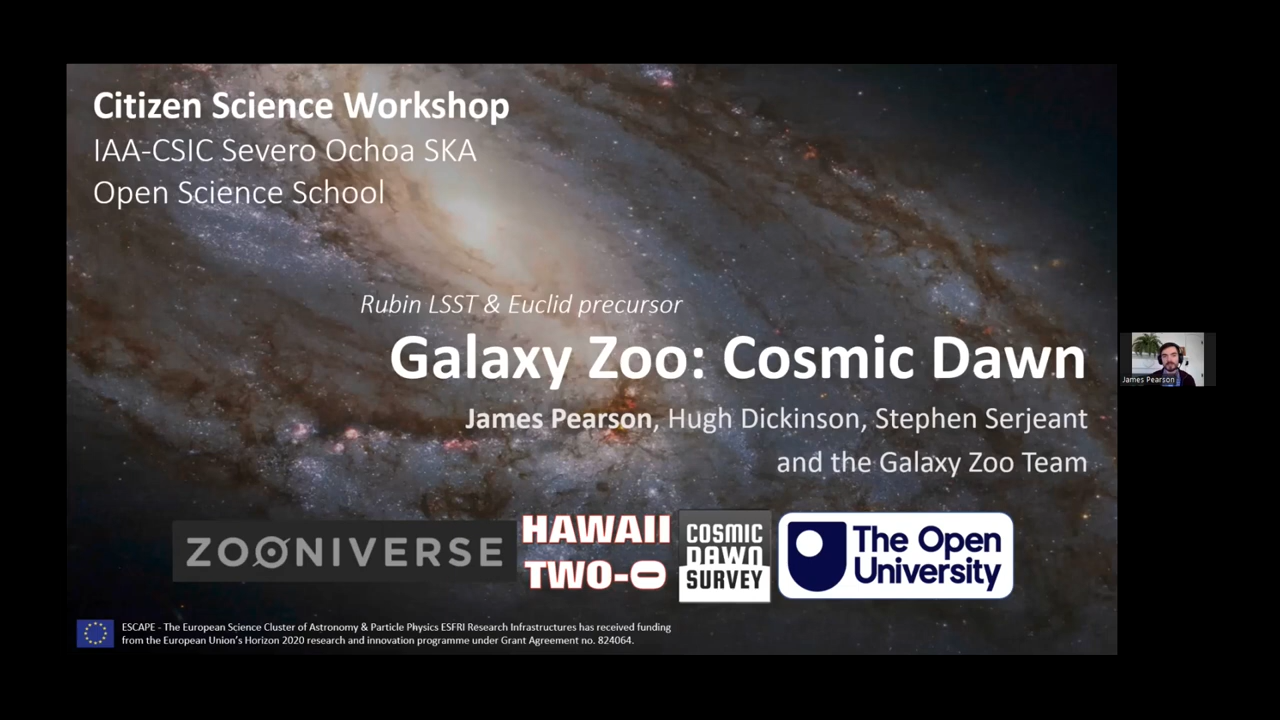 Citizen Science Workshop
IAA-CSIC Severo Ochoa SKA
Open Science School
Rubin LSST & Euclid precursor
Galaxy Zoo: Cosmic Dawn
James Pearson, Hugh Dickinson, Stephen Serjeant
and the Galaxy Zoo Team
ZOONIVERSE
HAWAII
TWO-O
COSMIC
DAWN
SURVEY
The Open
University
ESCAPE - The European Science Cluster of Astronomy & Particle Physics ESFRI Research Infrastructures has received funding
from the European Union's Horizon 2020 research and innovation programme under Grant Agreement no. 824064.
James Pearson